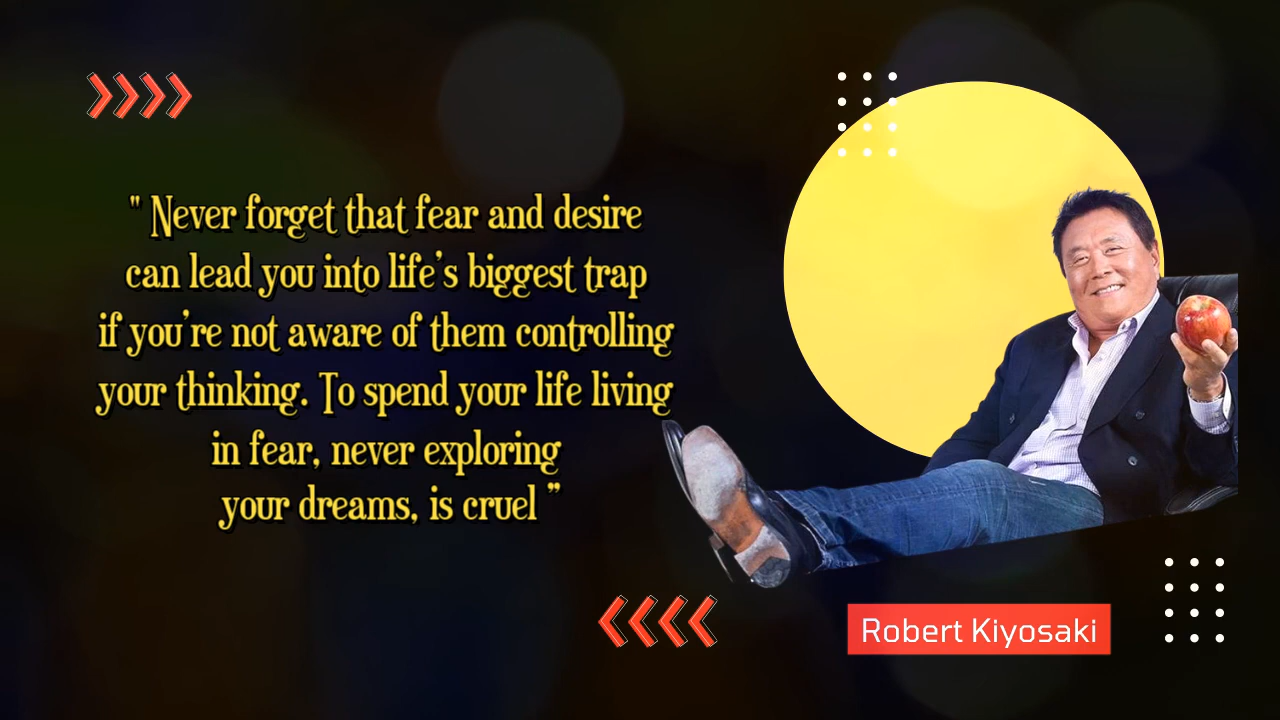 " Never forget that fear and desire
can lead you into life's biggest trap
if you're not aware of them controlling
your thinking. To spend your life living
in fear, never exploring
your dreams, is cruel "
Robert Kiyosaki